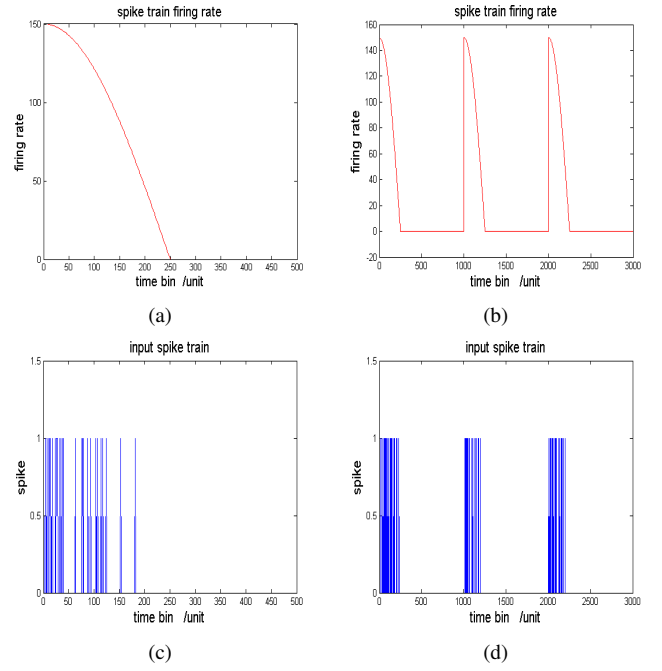 spike train firing rate
150
100
50
0
firing rate
0 50 100 150 200 250 300 350 400 450 500
time bin /unit
(a)
spike train firing rate
160
140
120
100
80
60
40
20
0
-20
firing rate
0 500 1000 1500 2000 2500 3000
time bin /unit
(b)
input spike train
1.5
1
0.5
0
spike
0 50 100 150 200 250 300 350 400 450 500
time bin /unit
(c)
input spike train
1.5
1
0.5
0
spike
0 500 1000 1500 2000 2500 3000
time bin /unit
(d)